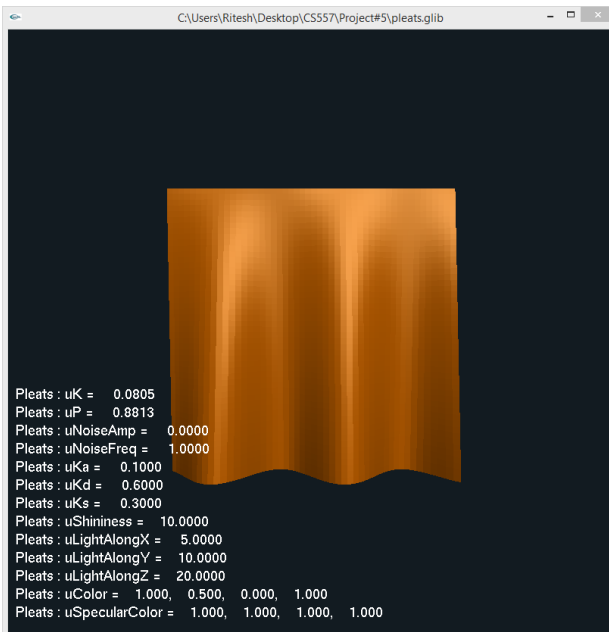 C:\Users\Ritesh\Desktop\CS557\Project#5\pleats.glib
Pleats : uK = 0.0805
Pleats : uP = 0.8813
Pleats : uNoiseAmp = 0.0000
Pleats : uNoiseFreq = 1.0000
Pleats : uKa = 0.1000
Pleats : uKd = 0.6000
Pleats : uKs = 0.3000
Pleats : uShininess = 10.0000
Pleats : uLightAlongX = 5.0000
Pleats : uLightAlongY = 10.0000
Pleats : uLightAlongZ = 20.0000
Pleats : uColor = 1.000, 0.500, 0.000, 1.000
Pleats : uSpecularColor = 1.000, 1.000, 1.000, 1.000